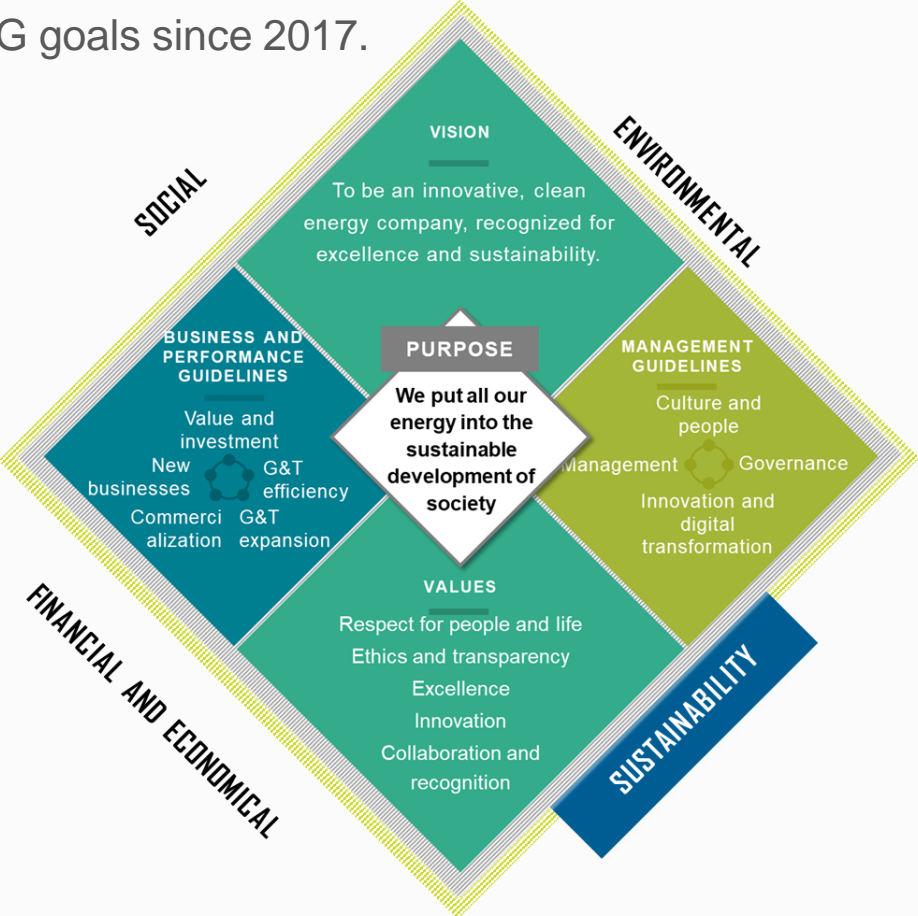 G goals since 2017.
SOCIAL
ENVIRONMENTAL
VISION
To be an innovative, clean
energy company, recognized for
excellence and sustainability.
BUSINESS AND
PERFORMANCE
GUIDELINES
Value and
investment
New
businesses
G&T
efficiency
Commerci
alization
G&T
expansion
PURPOSE
We put all our
energy into the
sustainable
development of
society
MANAGEMENT
GUIDELINES
Culture and
people
Management
Governance
Innovation and
digital
transformation
VALUES
Respect for people and life
Ethics and transparency
Excellence
Innovation
Collaboration and
recognition
FINANCIAL AND ECONOMICAL
SUSTAINABILITY